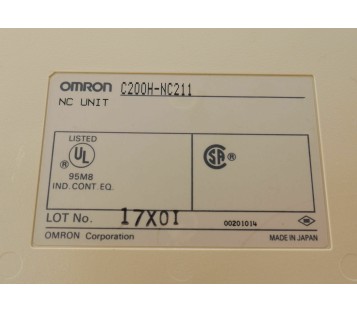 OMRON C200H-NC211
NC UNIT
LISTED
UL ®
95M8
IND. CONT. EQ.
SA ®
LOT No. 17X0I
00201014
OMRON Corporation MADE IN JAPAN